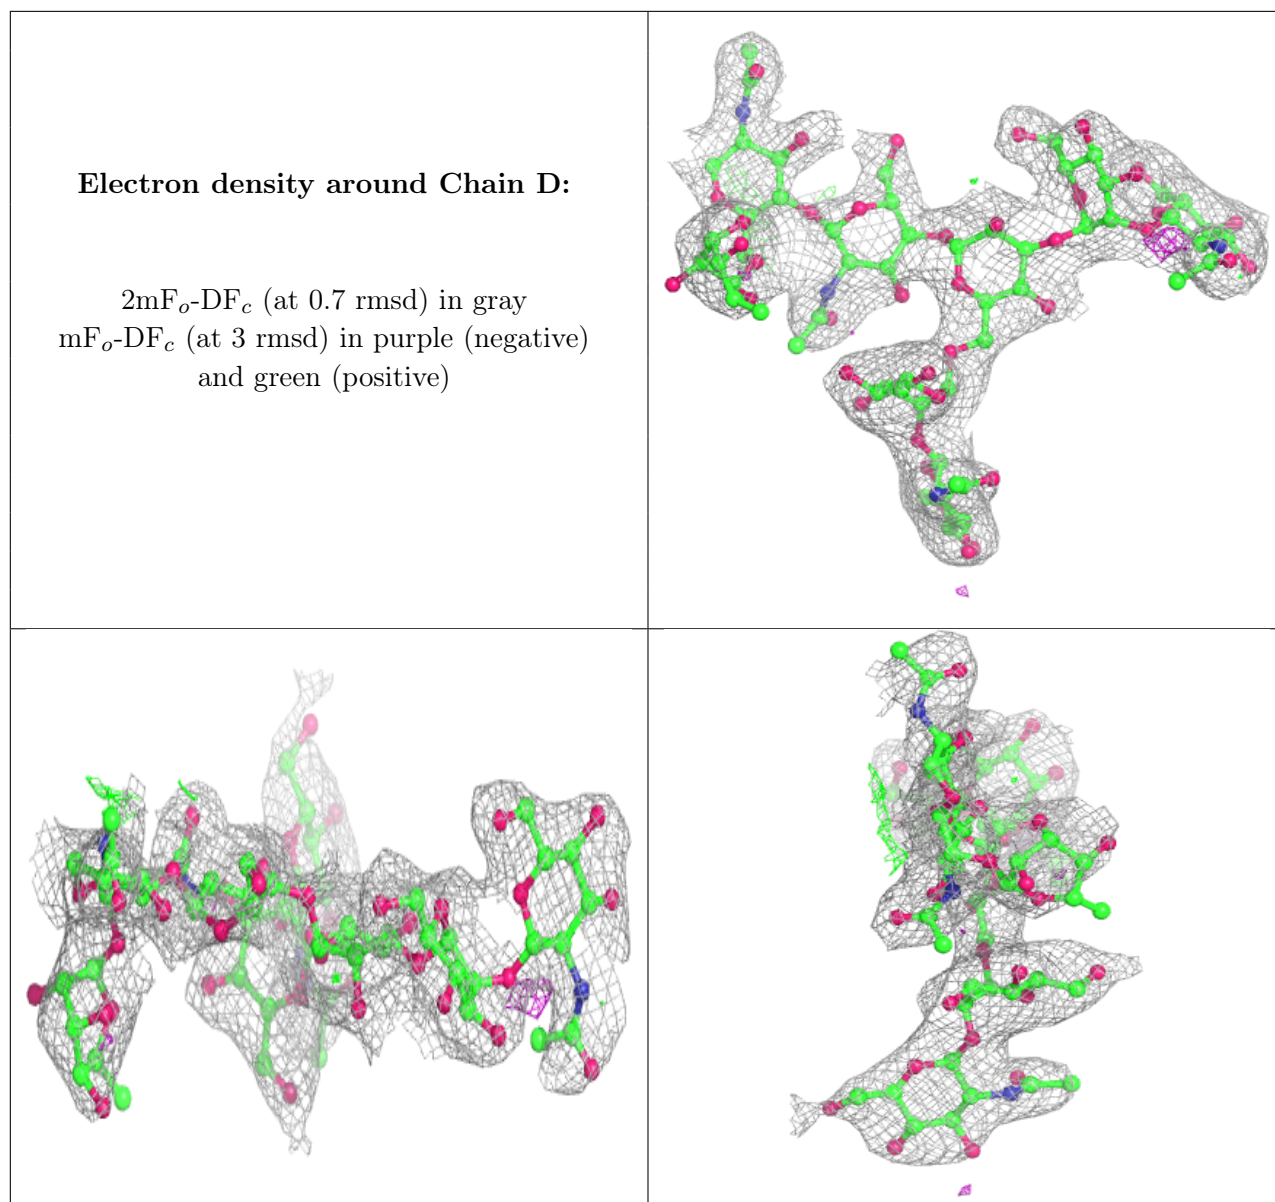 Electron density around Chain D:
2mFₒ-DF𝒸 (at 0.7 rmsd) in gray
mFₒ-DF𝒸 (at 3 rmsd) in purple (negative)
and green (positive)